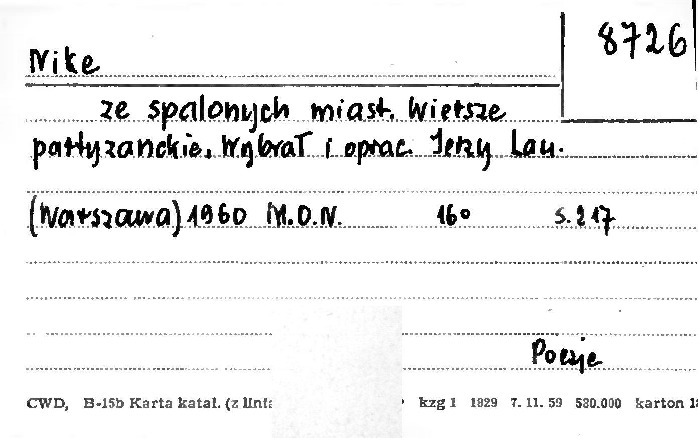 8726
Nike
ze spalonych miast. Wiersze
partyzanckie. Wybrał i oprac. Jerzy Lau.
(Warszawa) 1960 M.O.N. 16° s. 217
Poezje
CWD, B-15b Karta katal. (z linia kzg 1 1829 7. 11. 59 580.000 karton